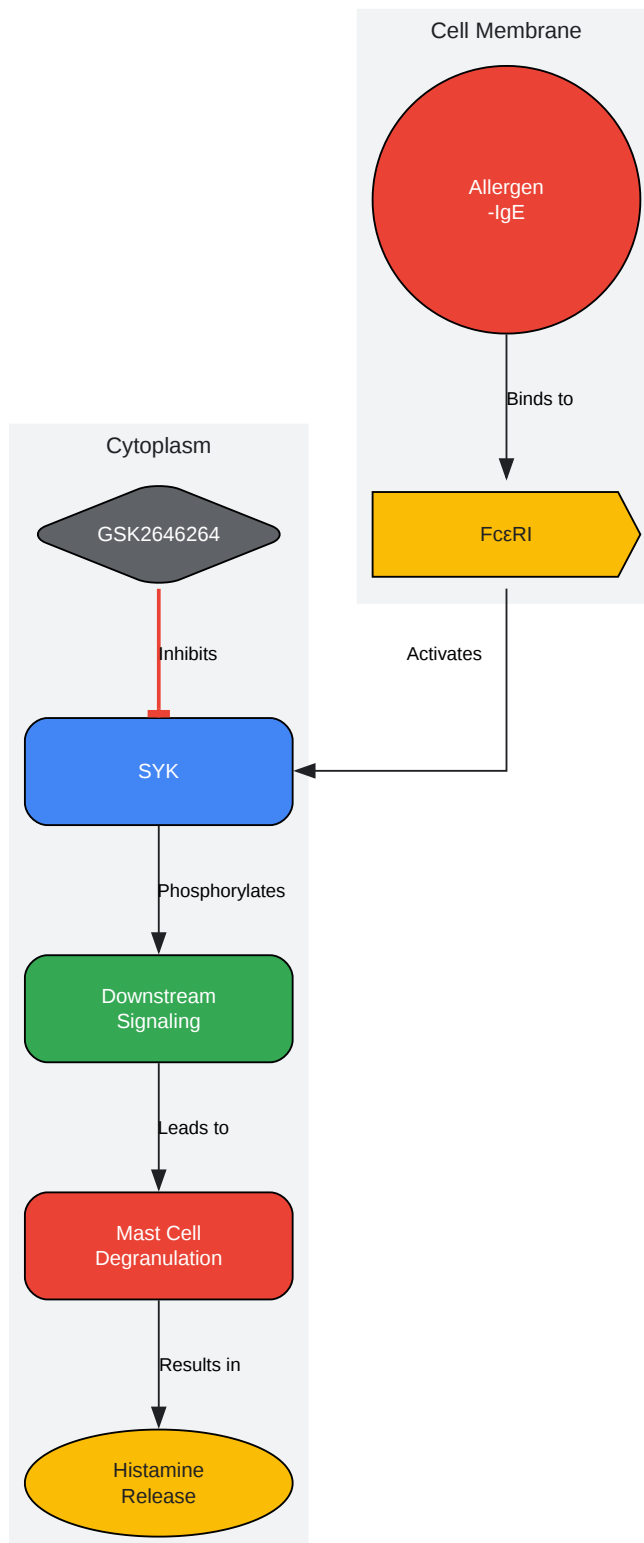 Cell Membrane
Allergen
-IgE
Binds to
Cytoplasm
GSK2646264
FcεRI
Inhibits
Activates
SYK
Phosphorylates
Downstream
Signaling
Leads to
Mast Cell
Degranulation
Results in
Histamine
Release